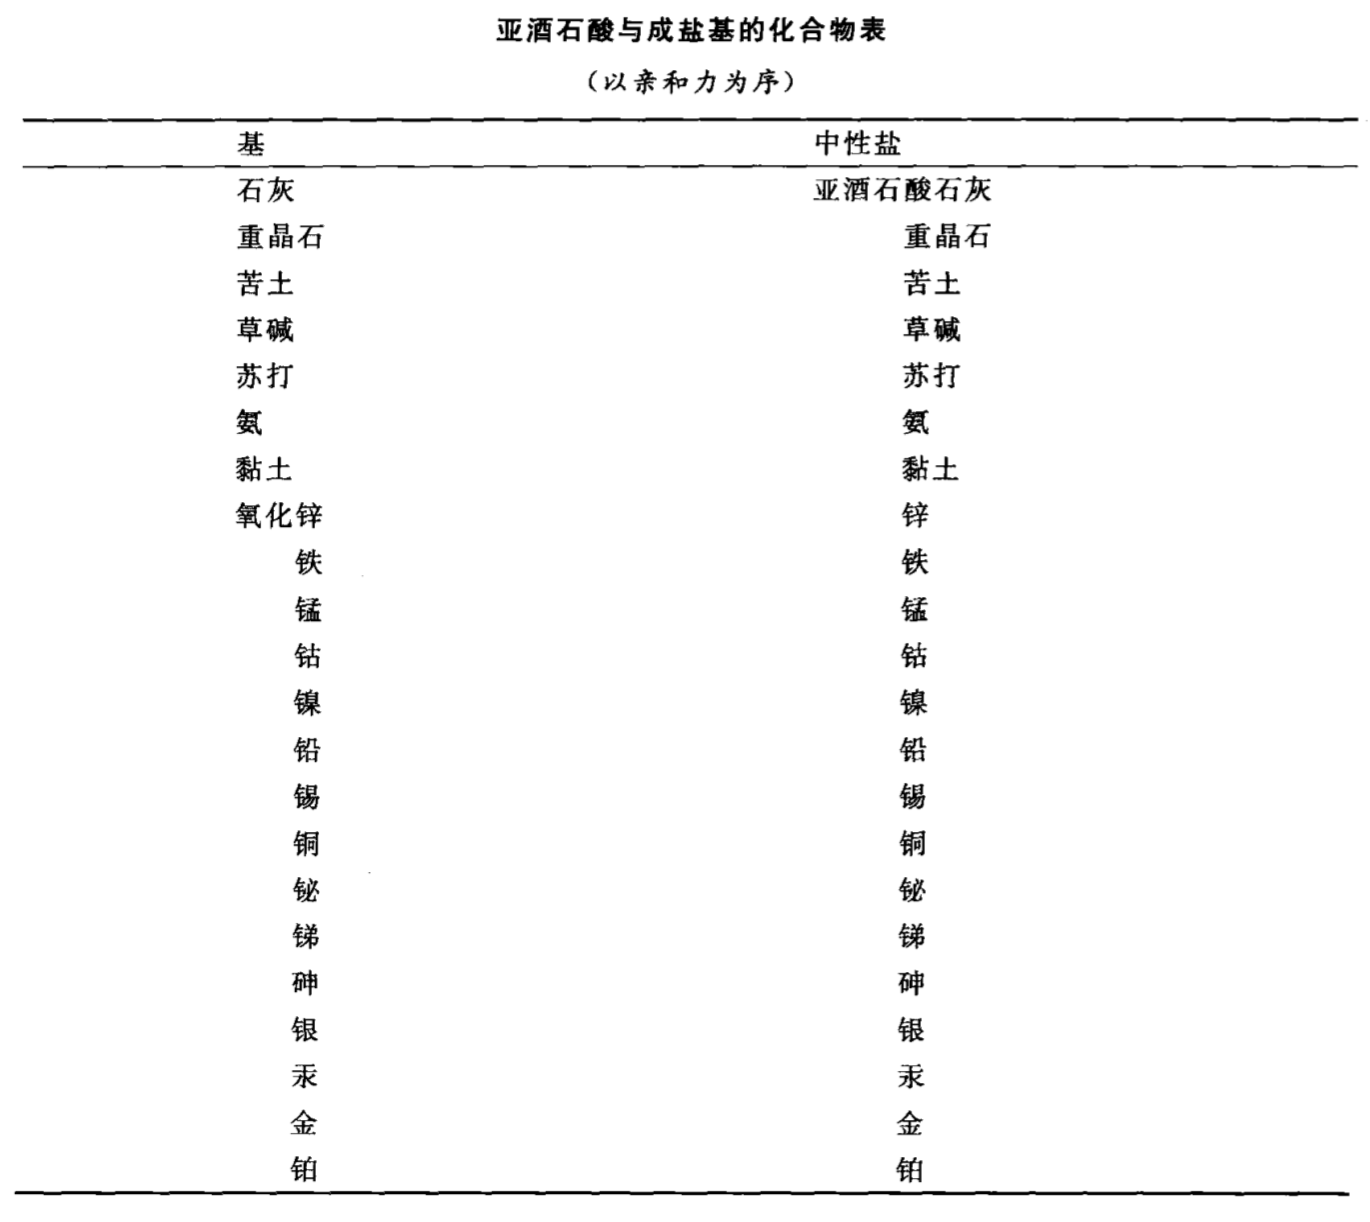 亚酒石酸与成盐基的化合物表
（以亲和力为序）
基 中性盐
石灰 亚酒石酸石灰
重晶石 重晶石
苦土 苦土
草碱 草碱
苏打 苏打
氨 氨
黏土 黏土
氧化锌 锌
铁 铁
锰 锰
钴 钴
镍 镍
铅 铅
锡 锡
铜 铜
铋 铋
锑 锑
砷 砷
银 银
汞 汞
金 金
铂 铂